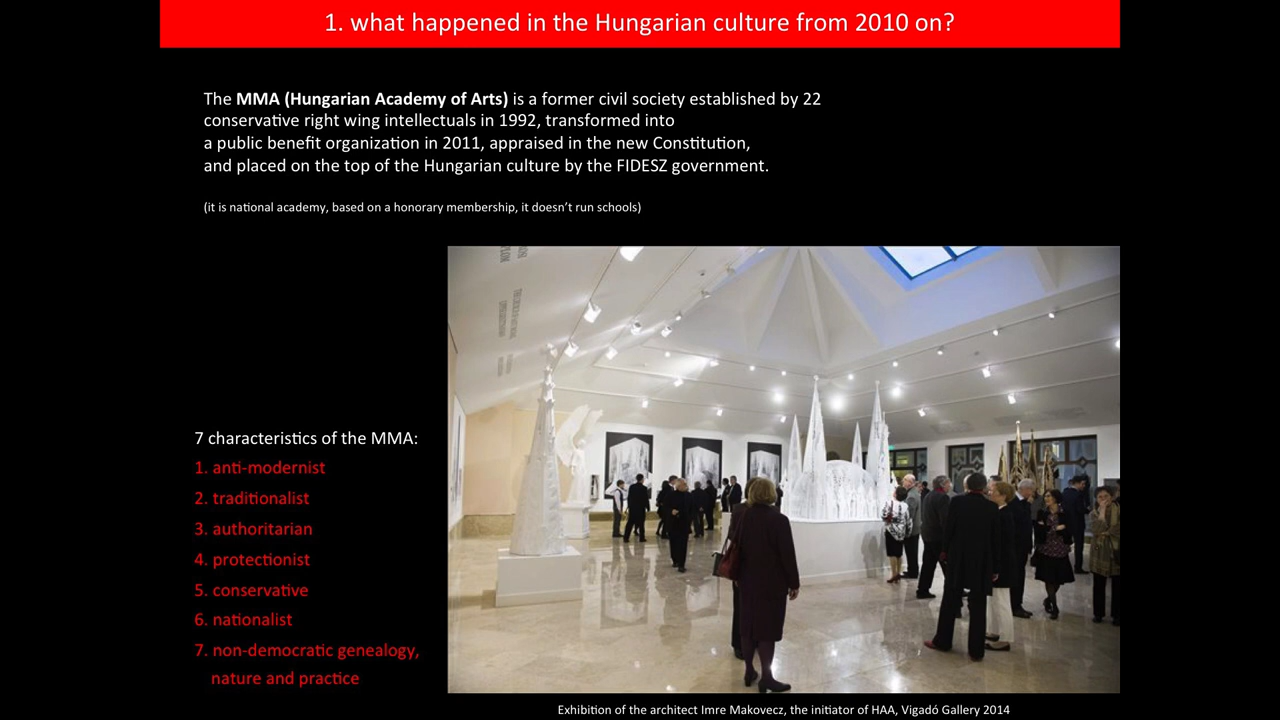 1. what happened in the Hungarian culture from 2010 on?
The MMA (Hungarian Academy of Arts) is a former civil society established by 22
conservative right wing intellectuals in 1992, transformed into
a public benefit organization in 2011, appraised in the new Constitution,
and placed on the top of the Hungarian culture by the FIDESZ government.
(it is national academy, based on a honorary membership, it doesn't run schools)
7 characteristics of the MMA:
1. anti-modernist
2. traditionalist
3. authoritarian
4. protectionist
5. conservative
6. nationalist
7. non-democratic genealogy,
nature and practice
Exhibition of the architect Imre Makovecz, the initiator of HAA, Vigadó Gallery 2014